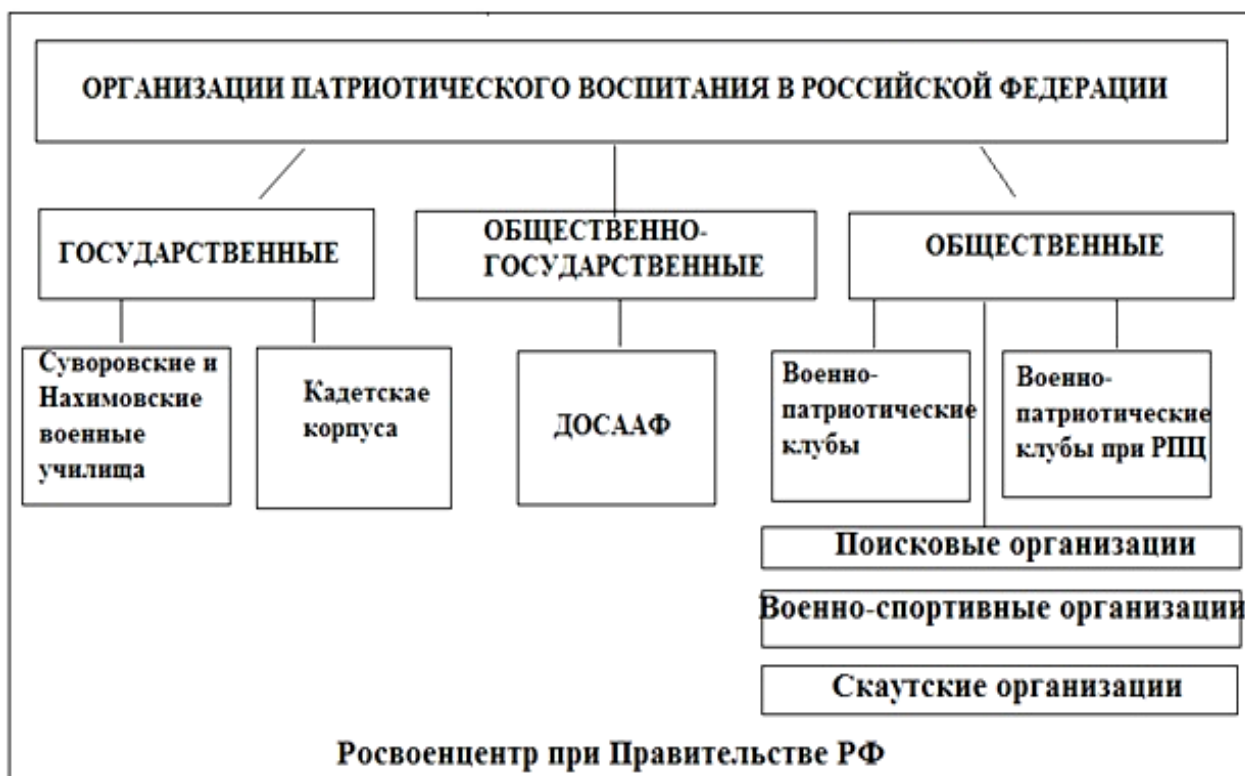 ОРГАНИЗАЦИИ ПАТРИОТИЧЕСКОГО ВОСПИТАНИЯ В РОССИЙСКОЙ ФЕДЕРАЦИИ
ГОСУДАРСТВЕННЫЕ
ОБЩЕСТВЕННО-
ГОСУДАРСТВЕННЫЕ
ОБЩЕСТВЕННЫЕ
Суворовские и
Нахимовские
военные
училища
Кадетскае
корпуса
ДОСААФ
Военно-
патриотические
клубы
Военно-
патриотические
клубы при РПЦ
Поисковые организации
Военно-спортивные организации
Скаутские организации
Росвоенцентр при Правительстве РФ